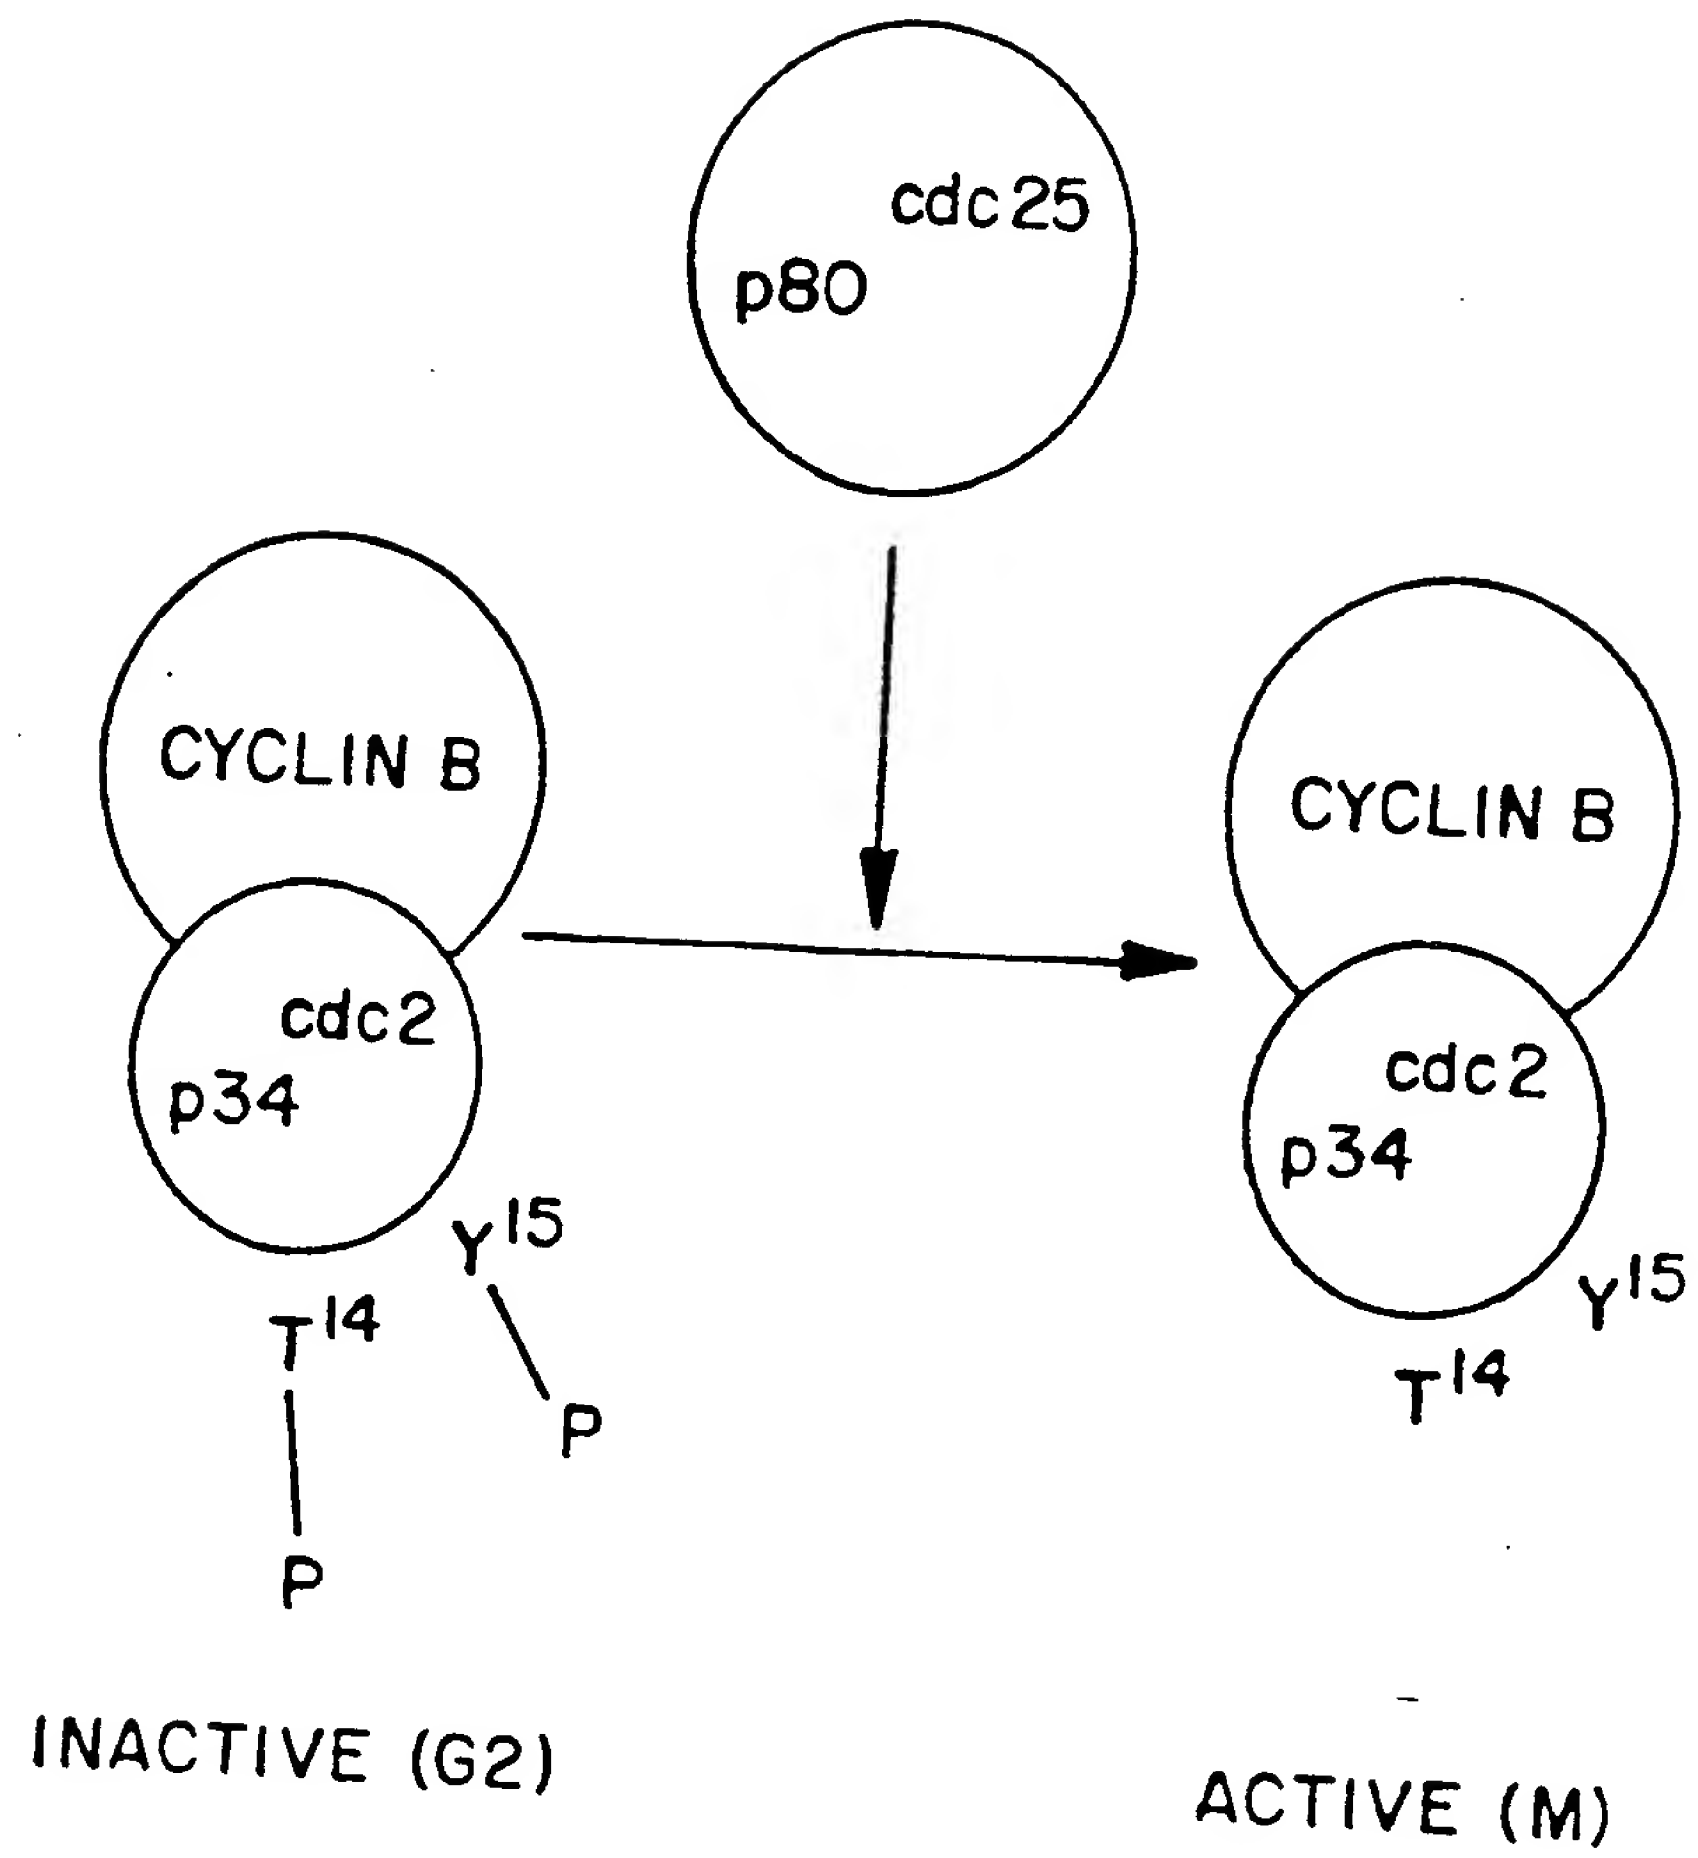 cdc25
p80
CYCLIN B
cdc2
p34
Y15
T14
P
P
INACTIVE (G2)
CYCLIN B
cdc2
p34
Y15
T14
ACTIVE (M)